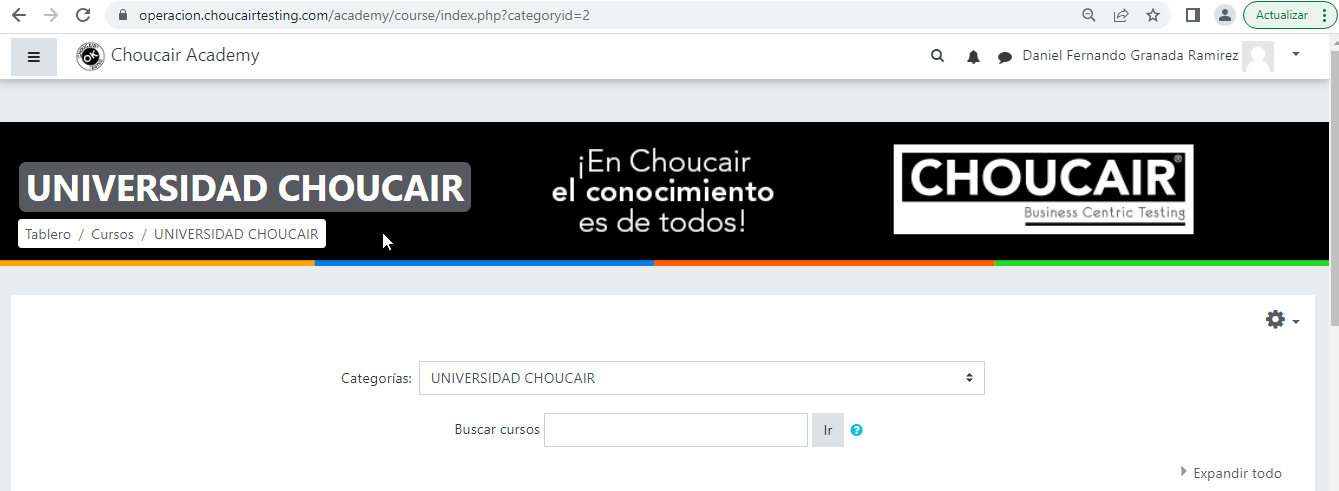 operacion.choucairtesting.com/academy/course/index.php?categoryid=2
Actualizar
CHOUCAIR
OK
Choucair Academy
Daniel Fernando Granada Ramirez
UNIVERSIDAD CHOUCAIR
Tablero / Cursos / UNIVERSIDAD CHOUCAIR
¡En Choucair
el conocimiento
es de todos!
CHOUCAIR®
Business Centric Testing
Categorías: UNIVERSIDAD CHOUCAIR
Buscar cursos Ir ?
Expandir todo